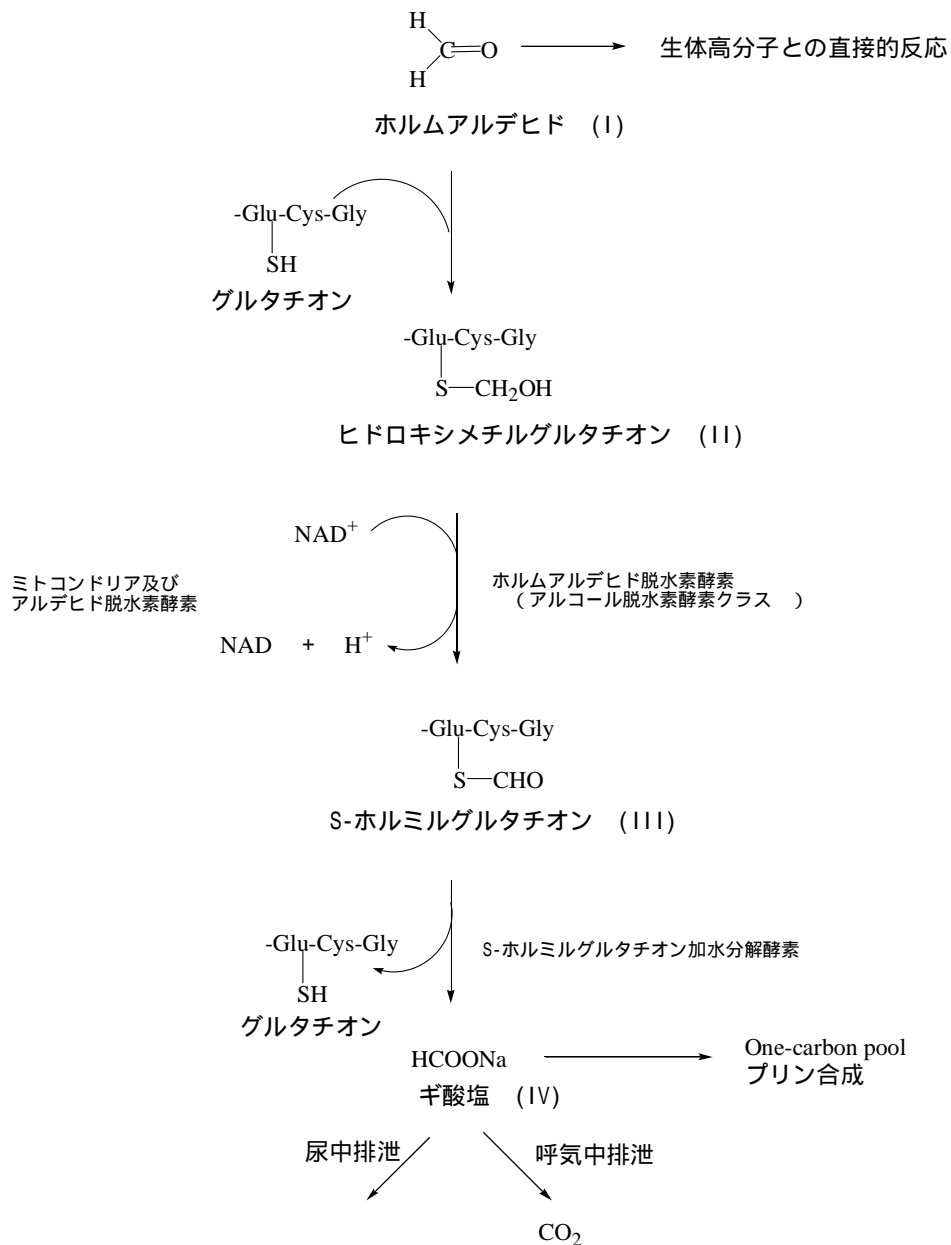 H
C=O
H
生体高分子との直接的反応
ホルムアルデヒド (I)
-Glu-Cys-Gly
SH
グルタチオン
-Glu-Cys-Gly
S—CH2OH
ヒドロキシメチルグルタチオン (II)
NAD+
ミトコンドリア及び
アルデヒド脱水素酵素
ホルムアルデヒド脱水素酵素
(アルコール脱水素酵素クラス )
NAD + H+
-Glu-Cys-Gly
S—CHO
S-ホルミルグルタチオン (III)
-Glu-Cys-Gly
SH
グルタチオン
S-ホルミルグルタチオン加水分解酵素
HCOONa
ギ酸塩 (IV)
One-carbon pool
プリン合成
尿中排泄
呼気中排泄
CO2